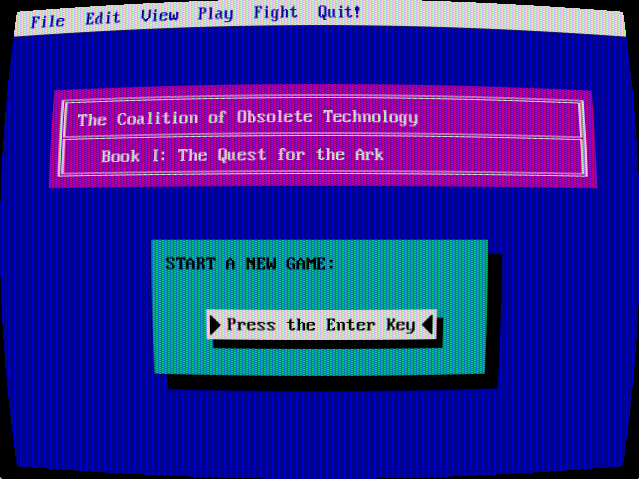 File Edit View Play Fight Quit!
The Coalition of Obsolete Technology
Book I: The Quest for the Ark
START A NEW GAME:
Press the Enter Key